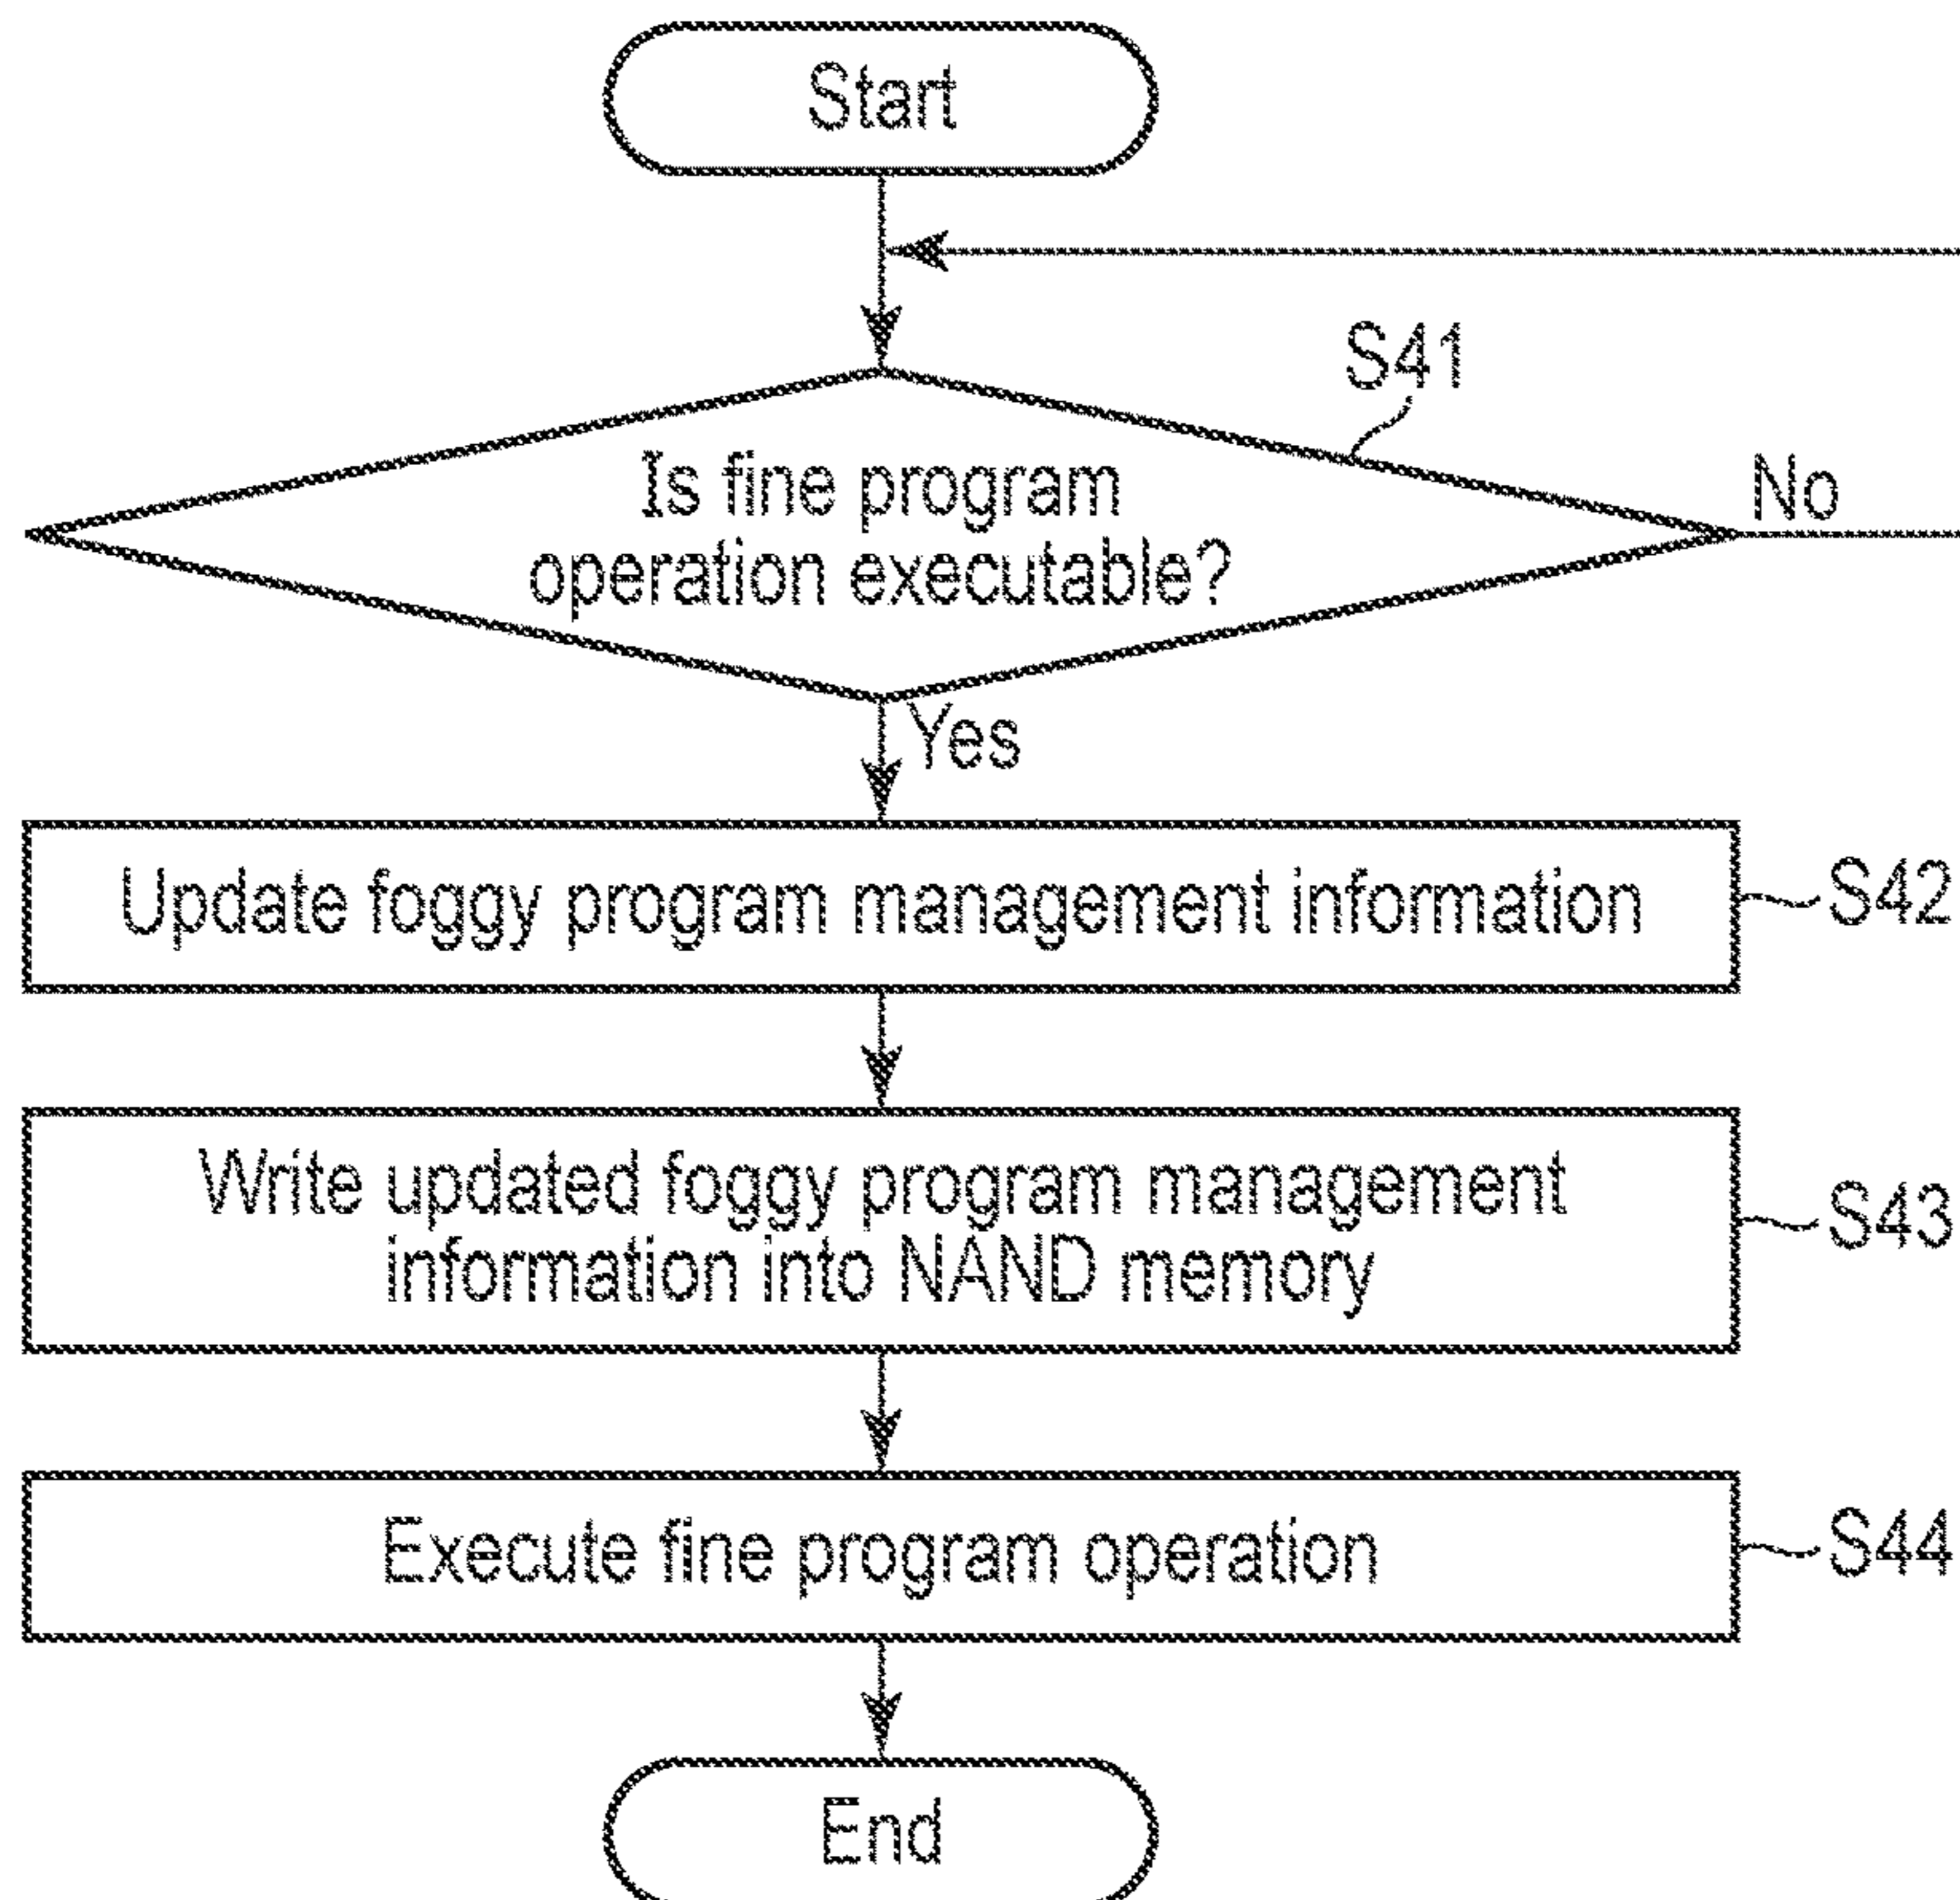 Start
S41
Is fine program
operation executable?
No
Yes
Update foggy program management information
S42
Write updated foggy program management
information into NAND memory
S43
Execute fine program operation
S44
End